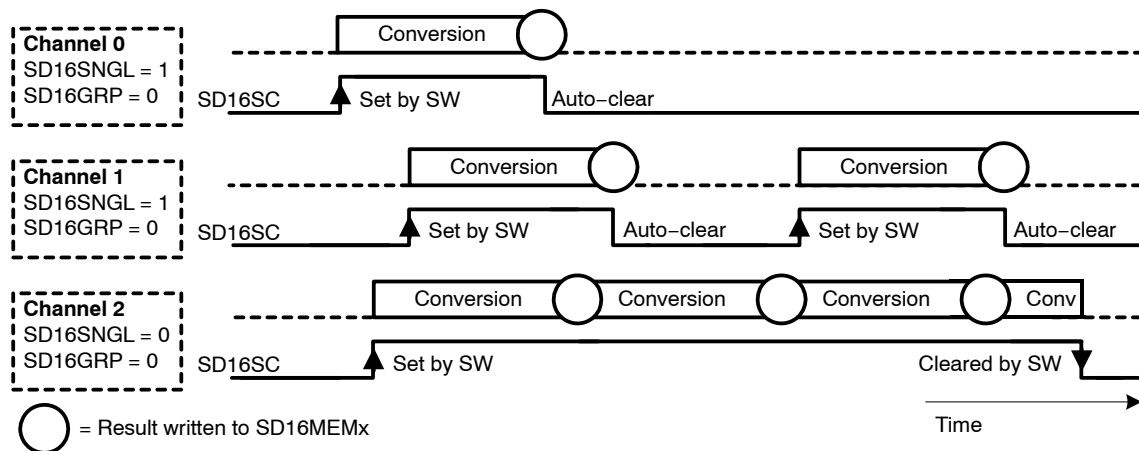 Channel 0
SD16SNGL = 1
SD16GRP = 0
Conversion
SD16SC
Set by SW
Auto−clear
Channel 1
SD16SNGL = 1
SD16GRP = 0
Conversion
Conversion
SD16SC
Set by SW
Auto−clear
Set by SW
Auto−clear
Channel 2
SD16SNGL = 0
SD16GRP = 0
Conversion
Conversion
Conversion
Conv
SD16SC
Set by SW
Cleared by SW
= Result written to SD16MEMx
Time